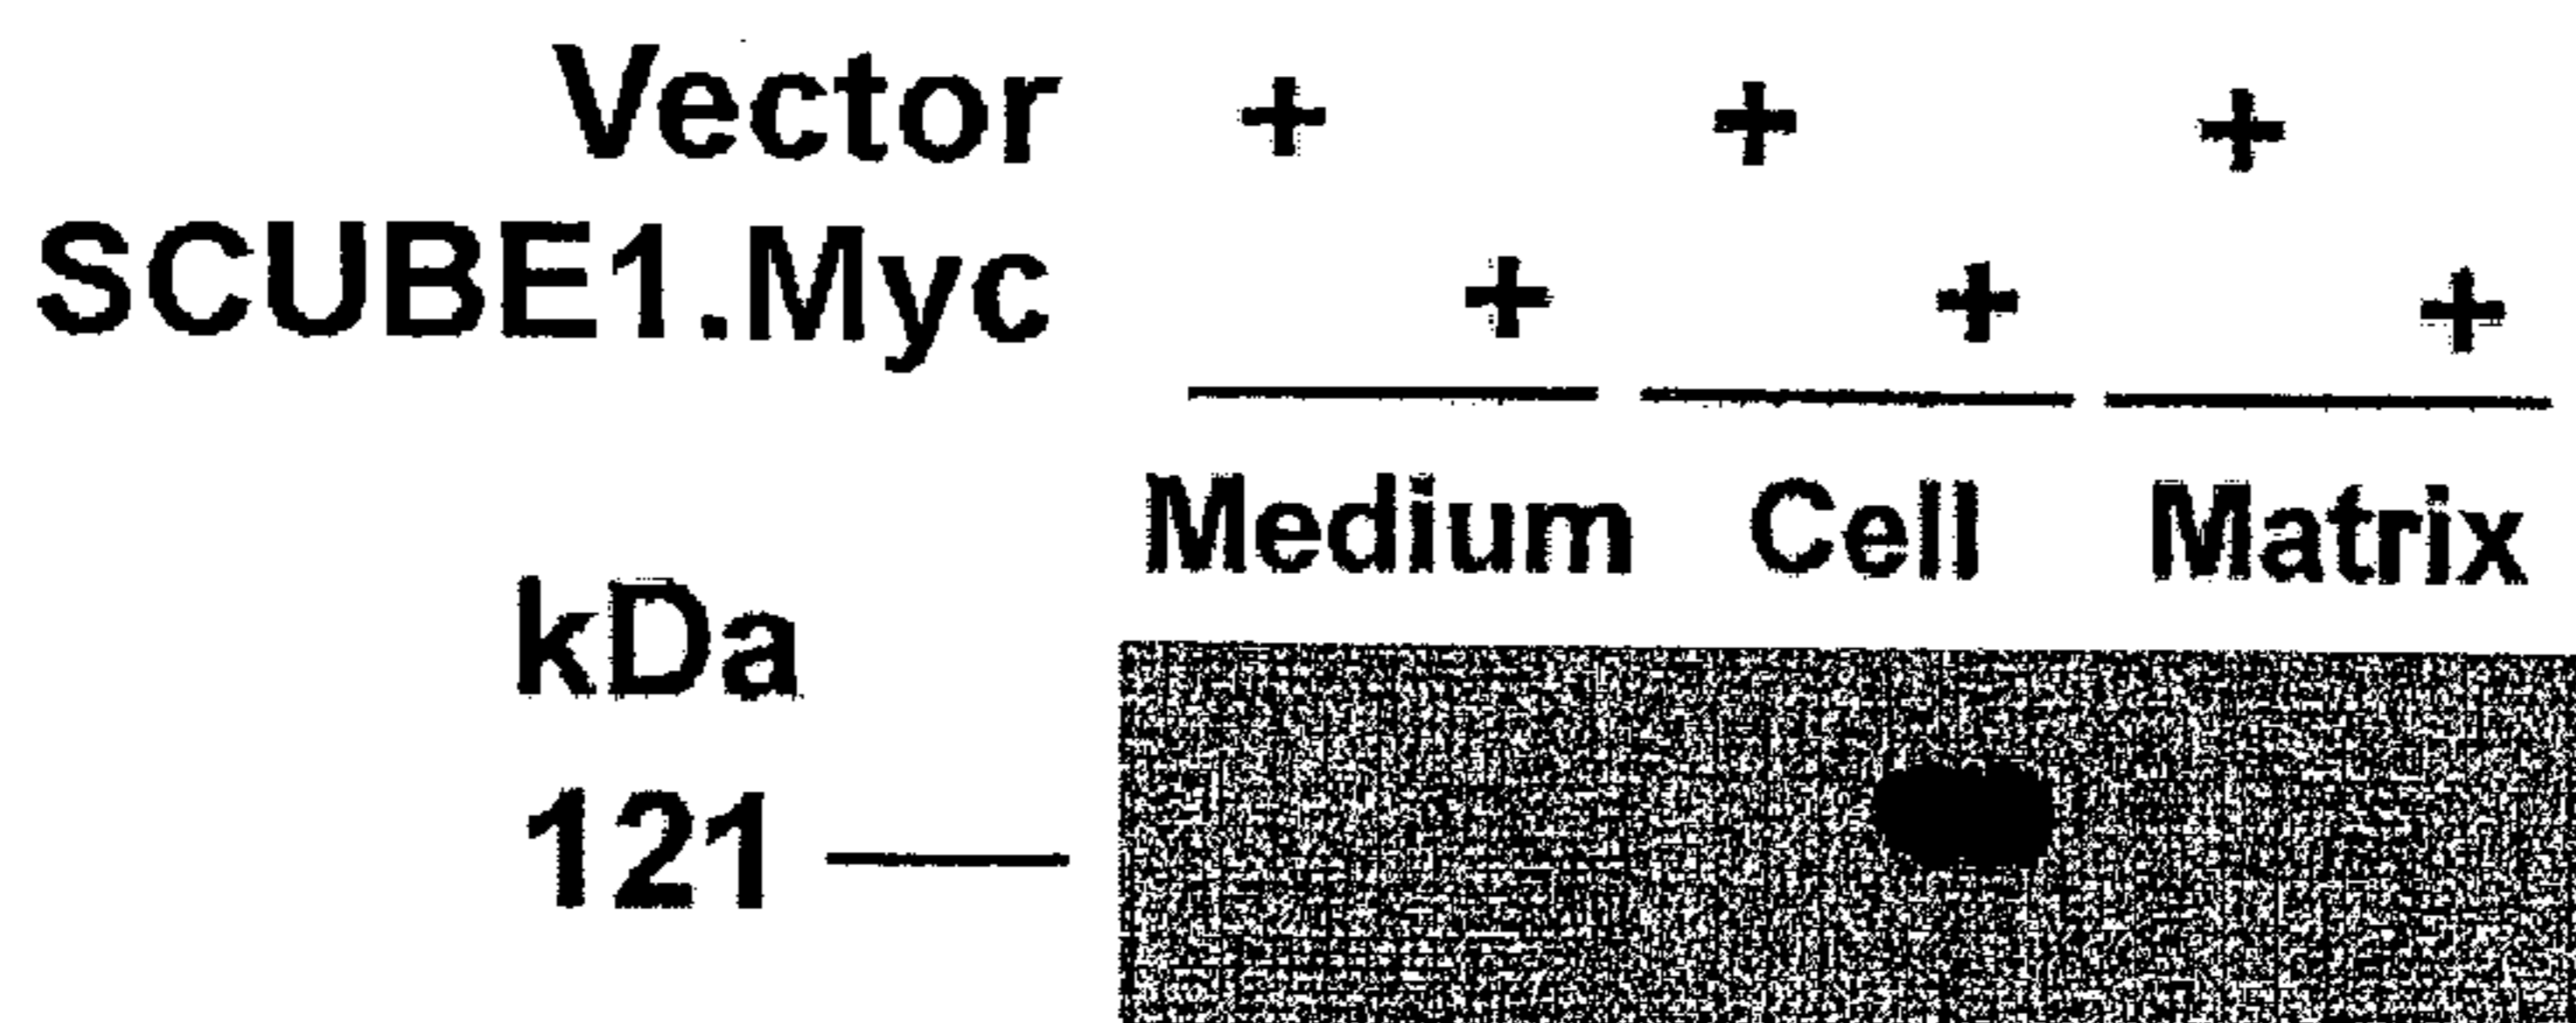 Vector + + +
SCUBE1.Myc + + +
Medium Cell Matrix
kDa
121